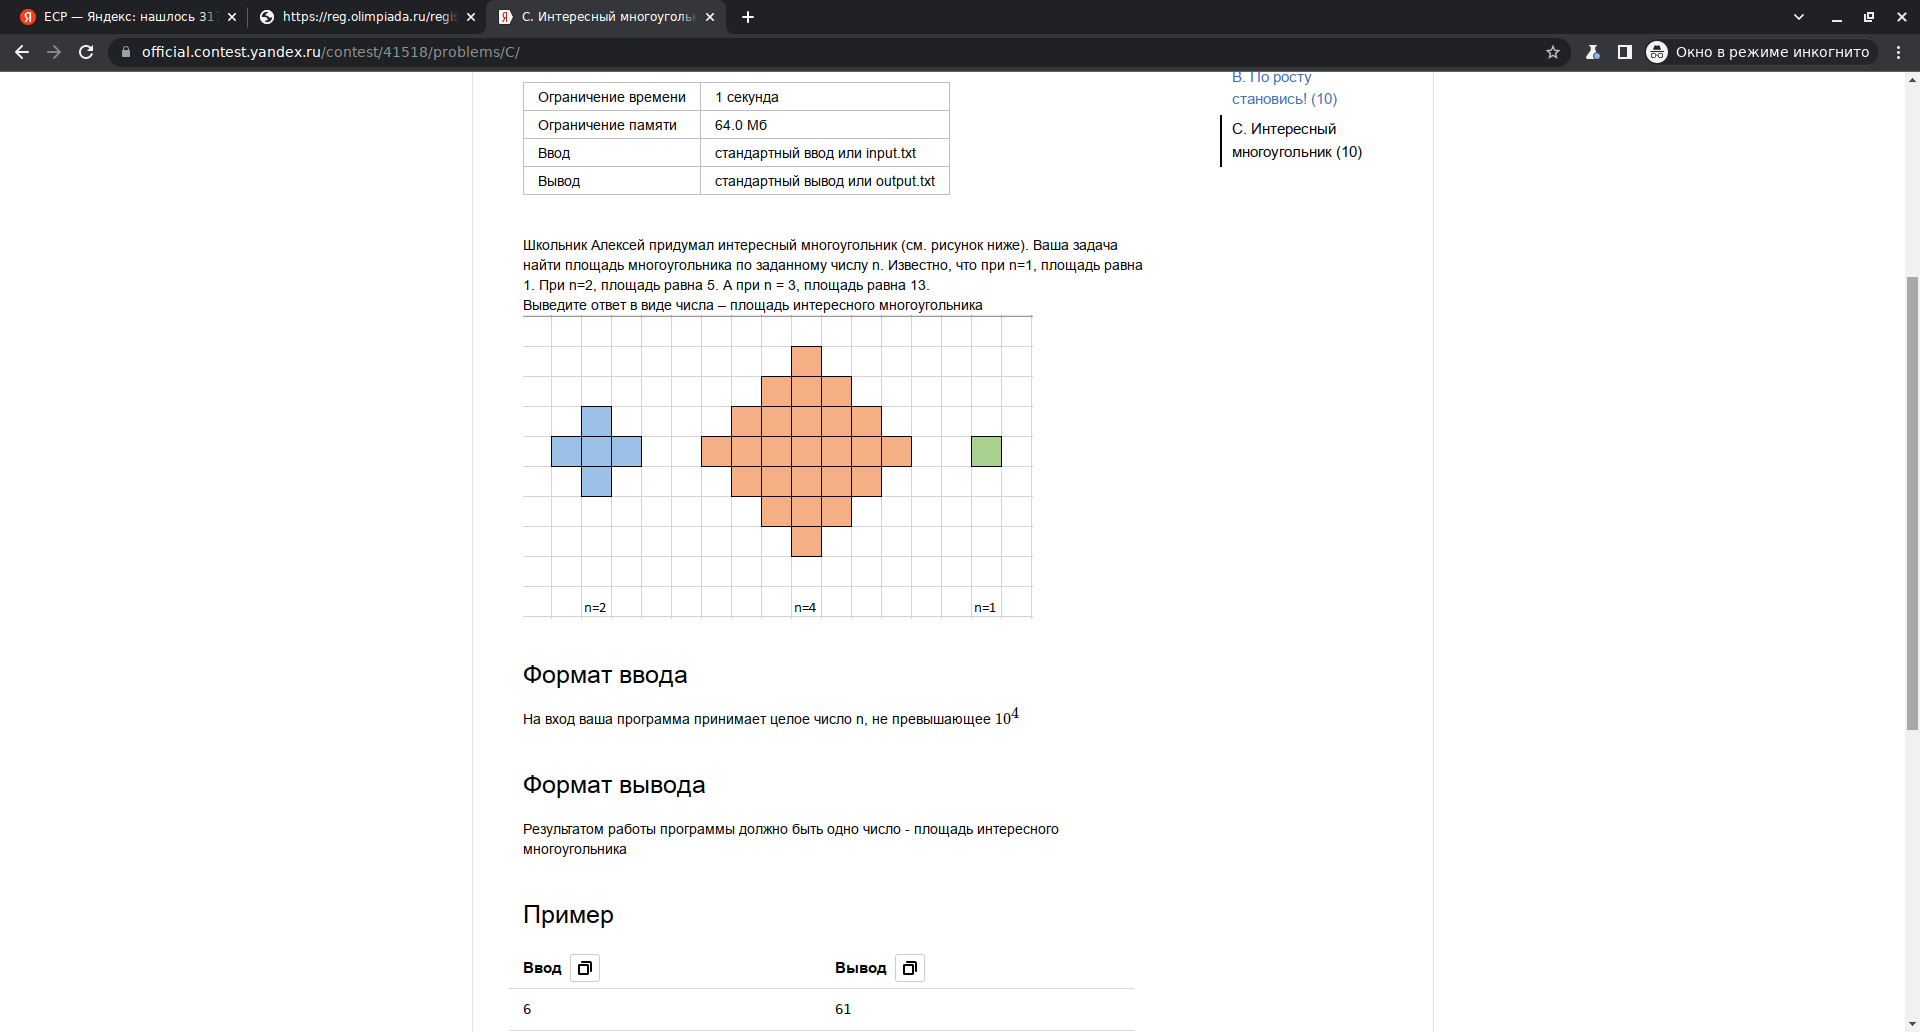 ЕСР — Яндекс: нашлось 317
https://reg.olimpiada.ru/regis
С. Интересный многоуголь
official.contest.yandex.ru/contest/41518/problems/C/
Окно в режиме инкогнито
Ограничение времени 1 секунда
Ограничение памяти 64.0 Мб
Ввод стандартный ввод или input.txt
Вывод стандартный вывод или output.txt
В. По росту
становись! (10)
С. Интересный
многоугольник (10)
Школьник Алексей придумал интересный многоугольник (см. рисунок ниже). Ваша задача
найти площадь многоугольника по заданному числу n. Известно, что при n=1, площадь равна
1. При n=2, площадь равна 5. А при n = 3, площадь равна 13.
Выведите ответ в виде числа – площадь интересного многоугольника
n=2 n=4 n=1
Формат ввода
На вход ваша программа принимает целое число n, не превышающее 10⁴
Формат вывода
Результатом работы программы должно быть одно число - площадь интересного
многоугольника
Пример
Ввод Вывод
6 61